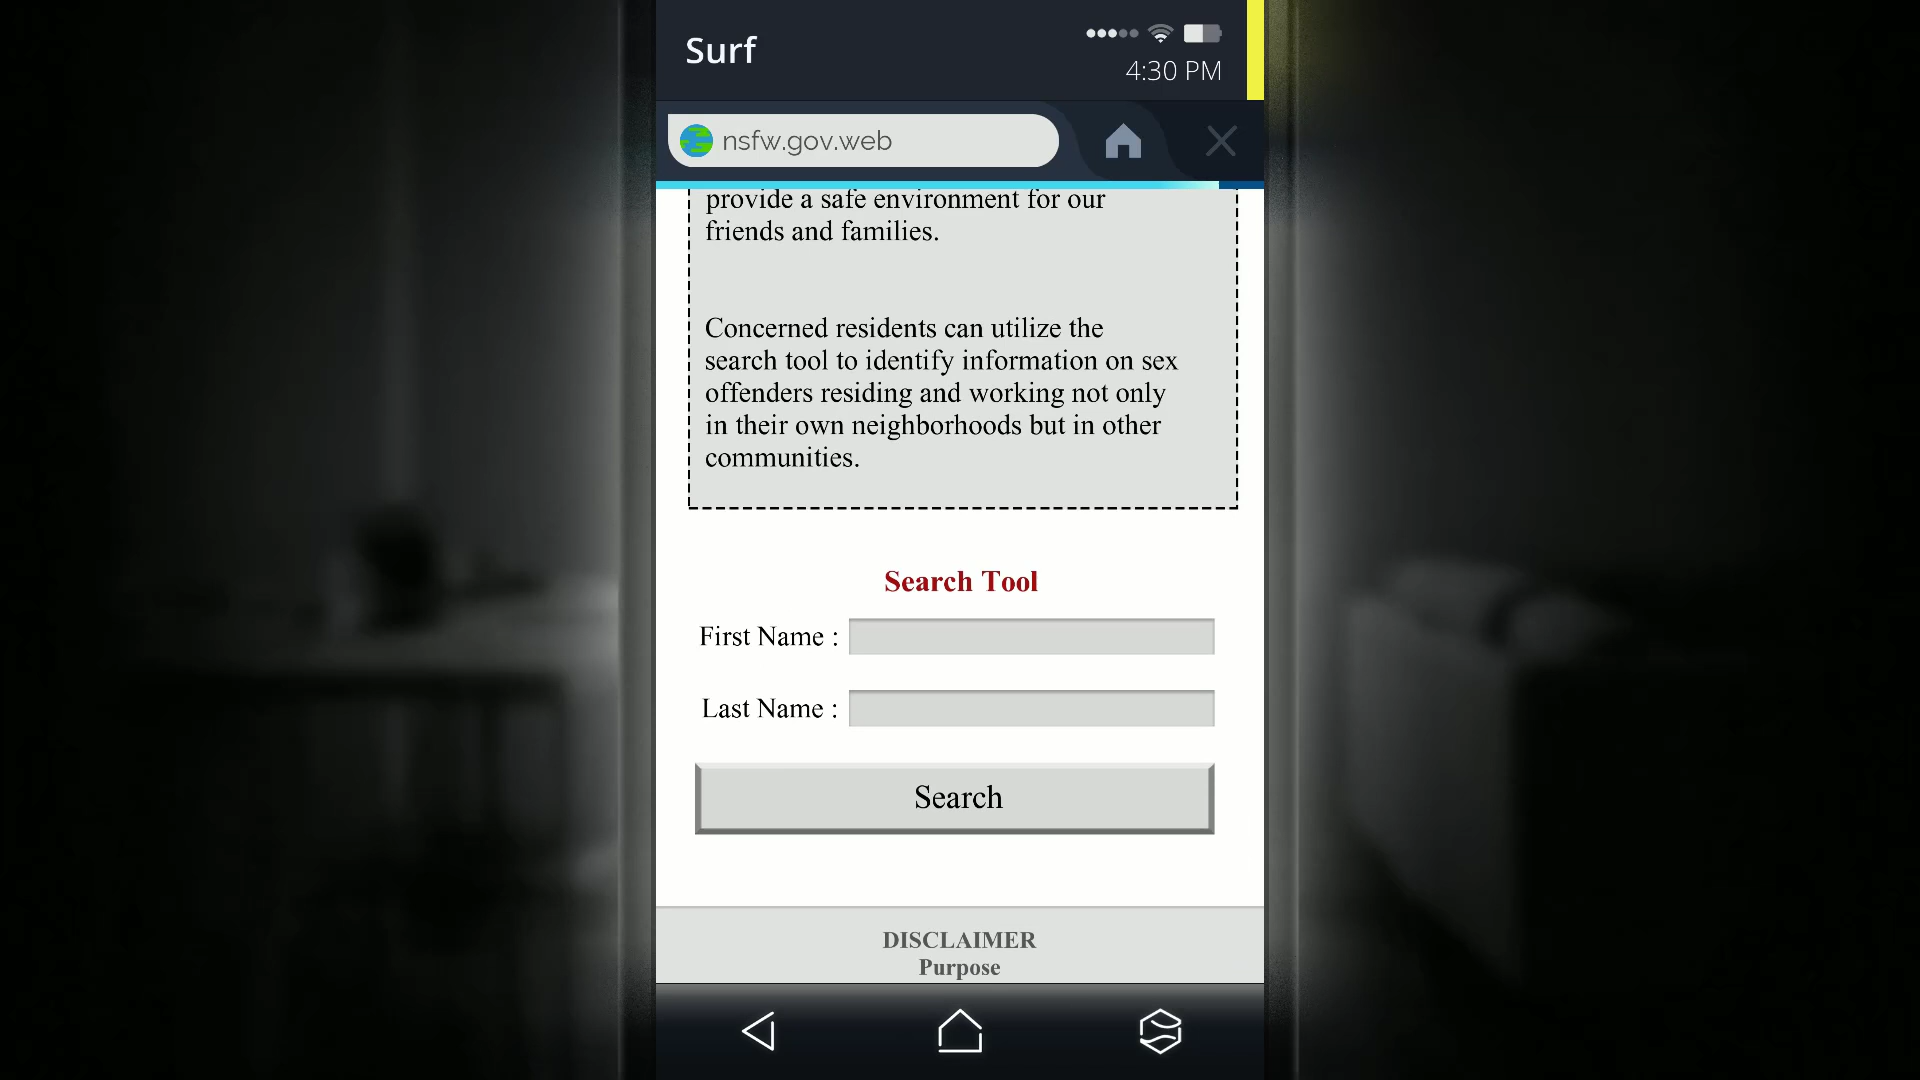 Surf
4:30 PM
nsfw.gov.web
provide a safe environment for our
friends and families.
Concerned residents can utilize the
search tool to identify information on sex
offenders residing and working not only
in their own neighborhoods but in other
communities.
Search Tool
First Name :
Last Name :
Search
DISCLAIMER
Purpose